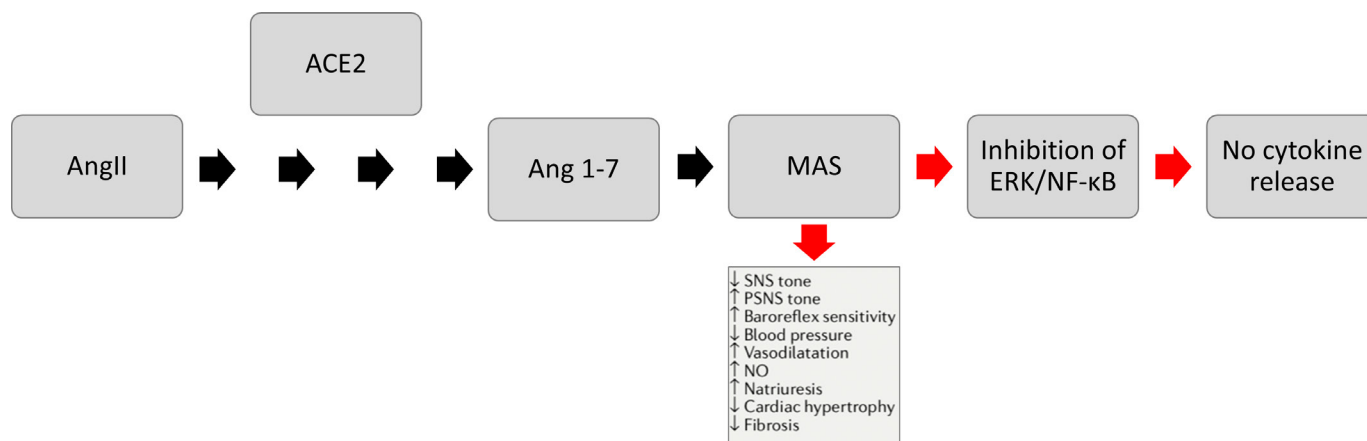 ACE2
AngII
Ang 1-7
MAS
Inhibition of
ERK/NF-κB
No cytokine
release
↓ SNS tone
↑ PSNS tone
↑ Baroreflex sensitivity
↓ Blood pressure
↑ Vasodilatation
↑ NO
↑ Natriuresis
↓ Cardiac hypertrophy
↓ Fibrosis